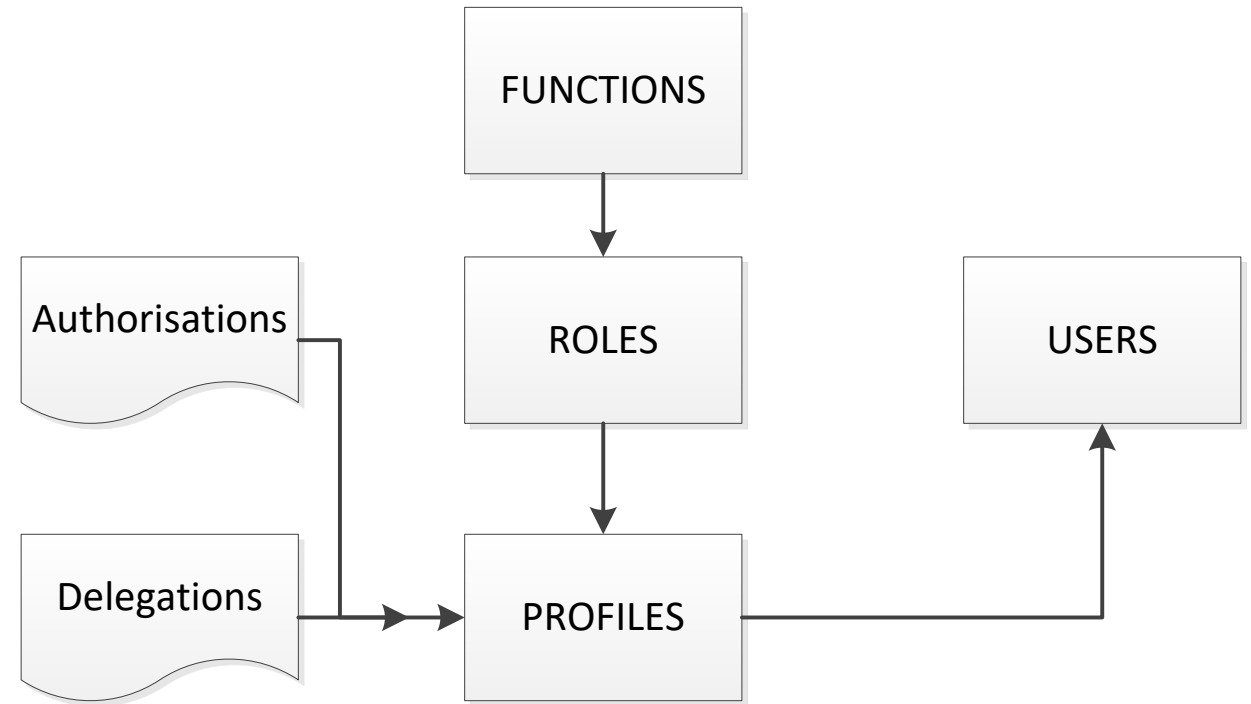 FUNCTIONS
Authorisations
ROLES
USERS
Delegations
PROFILES